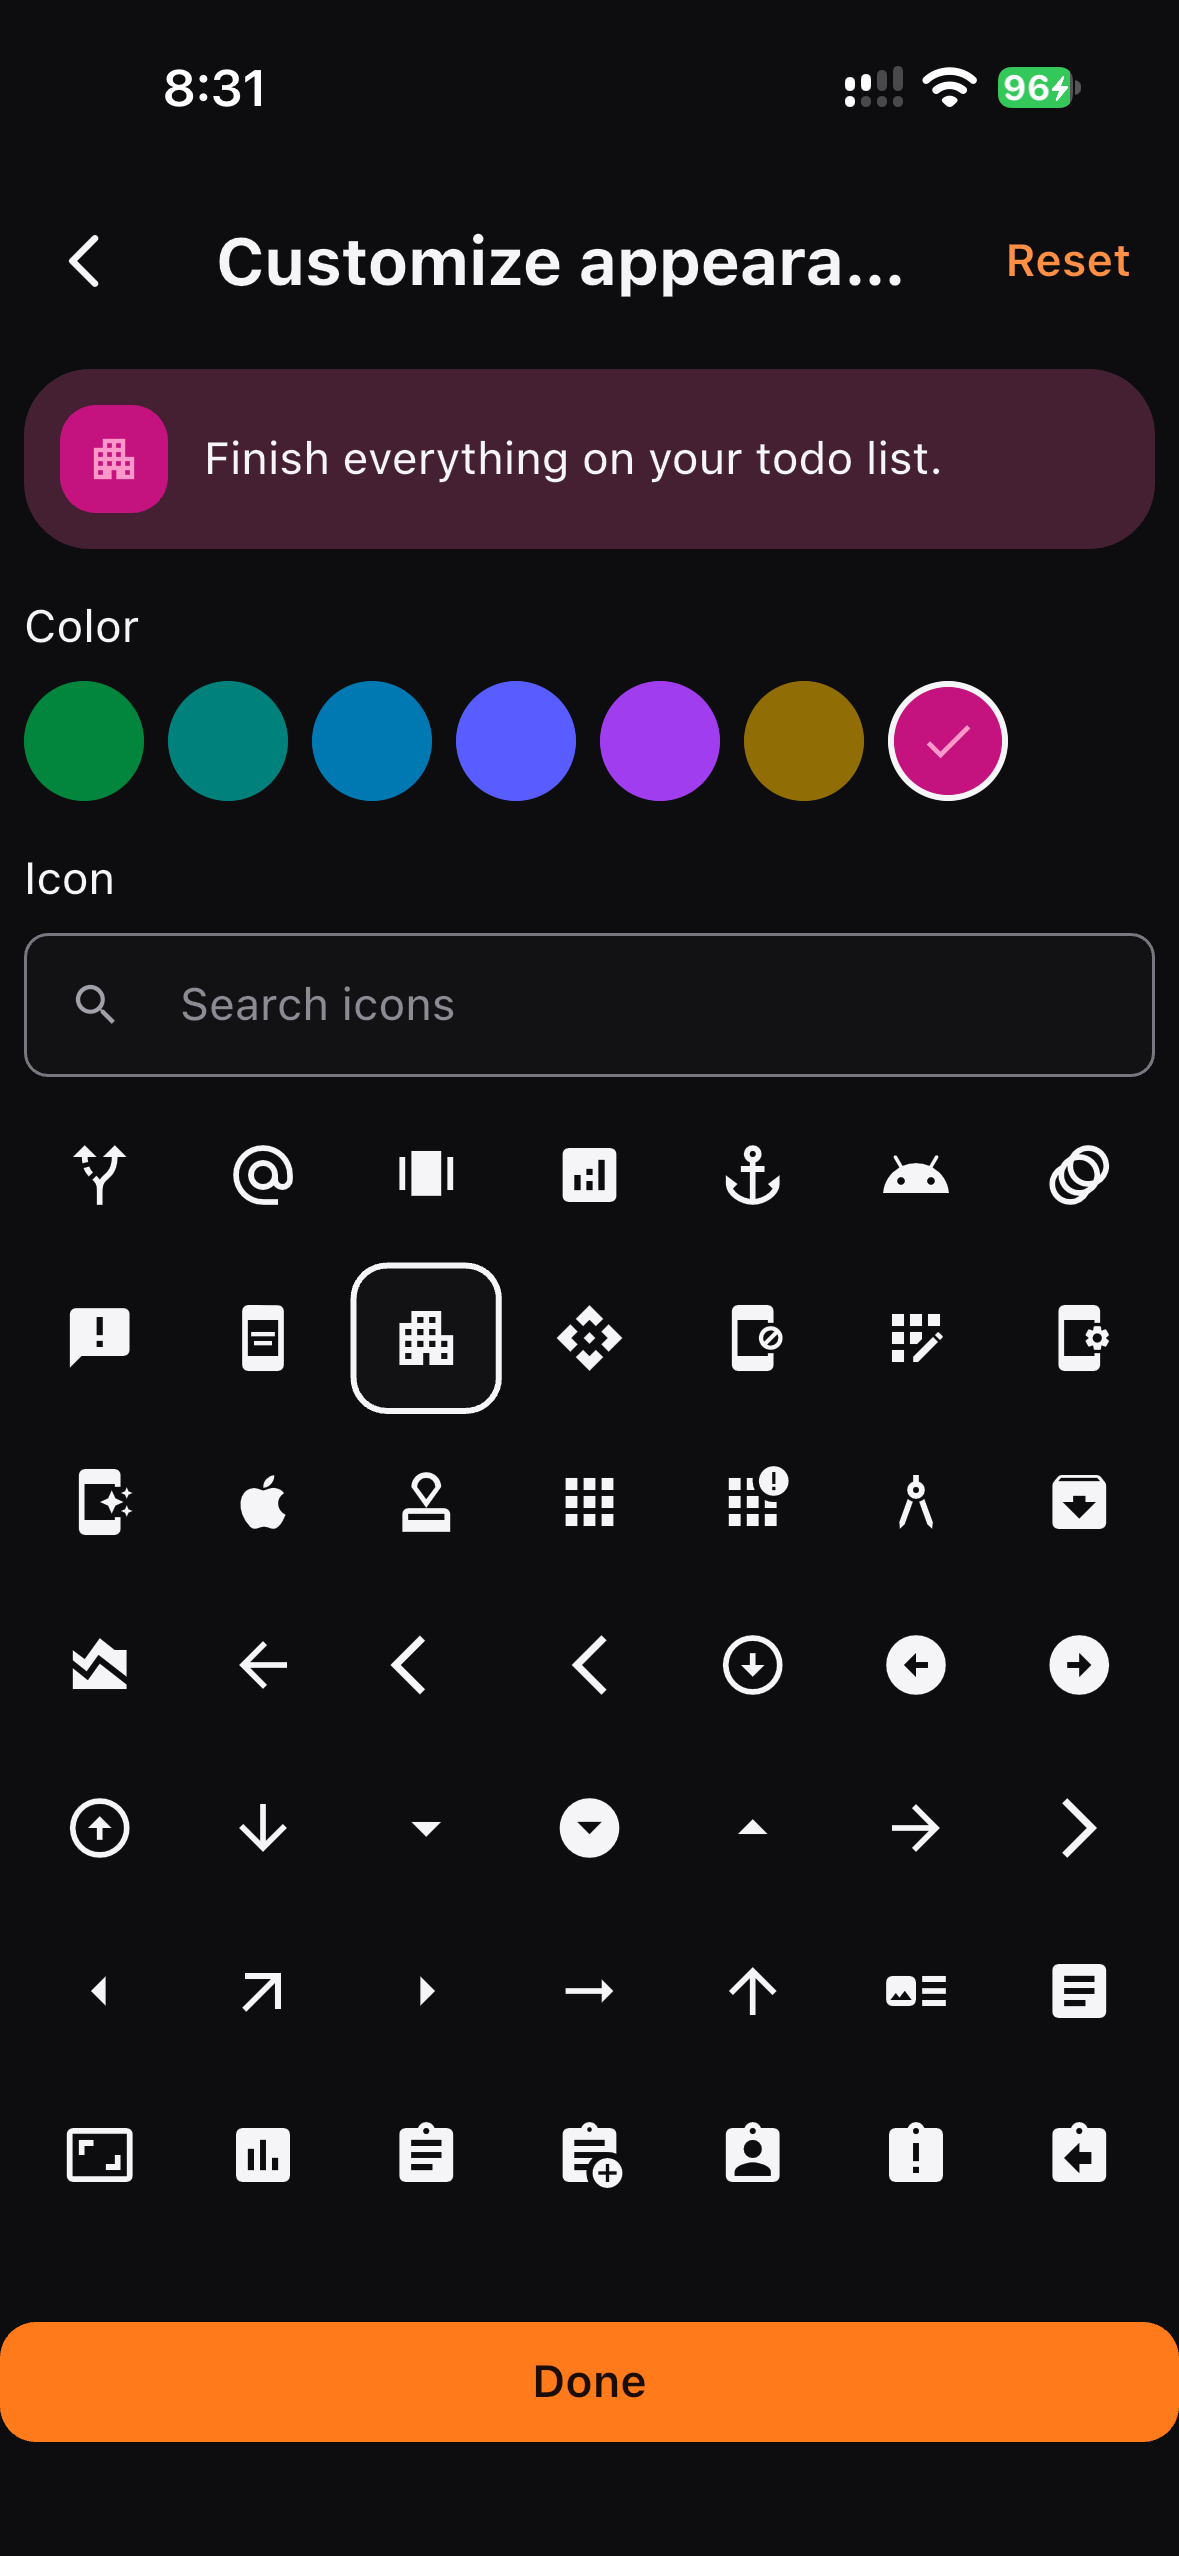 8:31
96
Customize appeara...
Reset
Finish everything on your todo list.
Color
Icon
Search icons
Done